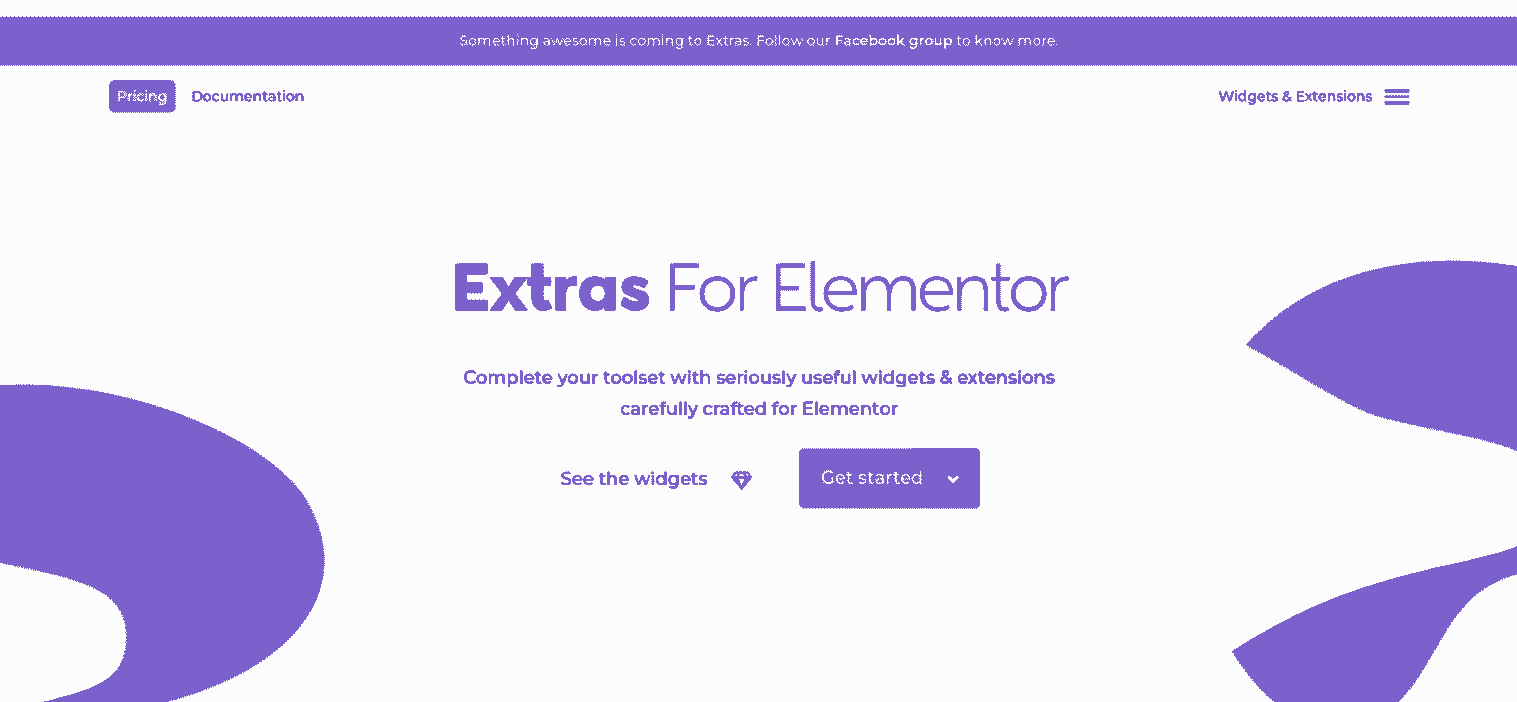 Something awesome is coming to Extras. Follow our Facebook group to know more.
Pricing Documentation Widgets & Extensions
Extras For Elementor
Complete your toolset with seriously useful widgets & extensions
carefully crafted for Elementor
See the widgets Get started